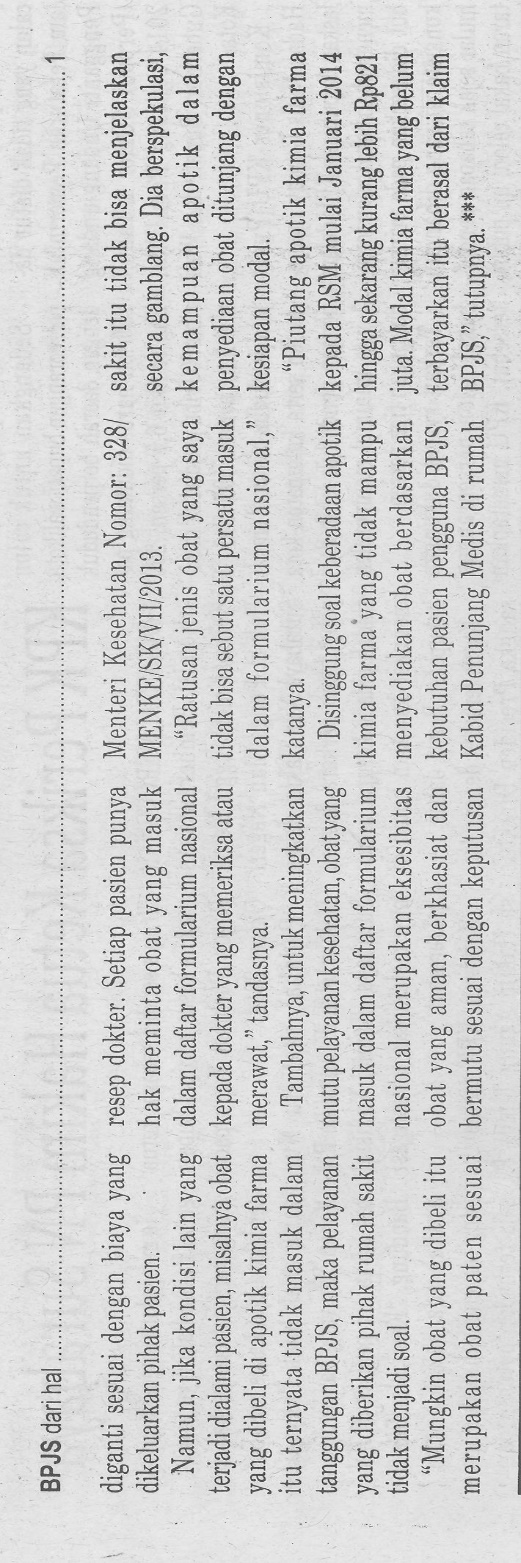 BPJS dari hal ........................................ 1
diganti sesuai dengan biaya yang
dikeluarkan pihak pasien.
Namun, jika kondisi lain yang
terjadi dialami pasien, misalnya obat
yang dibeli di apotik kimia farma
itu ternyata tidak masuk dalam
tanggungan BPJS, maka pelayanan
yang diberikan pihak rumah sakit
tidak menjadi soal.
“Mungkin obat yang dibeli itu
merupakan obat paten sesuai
resep dokter. Setiap pasien punya
hak meminta obat yang masuk
dalam daftar formularium nasional
kepada dokter yang memeriksa atau
merawat,” tandasnya.
Tambahnya, untuk meningkatkan
mutu pelayanan kesehatan, obat yang
masuk dalam daftar formularium
nasional merupakan eksesibitas
obat yang aman, berkhasiat dan
bermutu sesuai dengan keputusan
Menteri Kesehatan Nomor: 328/
MENKE/SK/VII/2013.
“Ratusan jenis obat yang saya
tidak bisa sebut satu persatu masuk
dalam formularium nasional,”
katanya.
Disinggung soal keberadaan apotik
kimia farma yang tidak mampu
menyediakan obat berdasarkan
kebutuhan pasien pengguna BPJS,
Kabid Penunjang Medis di rumah
sakit itu tidak bisa menjelaskan
secara gamblang. Dia berspekulasi,
kemampuan apotik dalam
penyediaan obat ditunjang dengan
kesiapan modal.
“Piutang apotik kimia farma
kepada RSM mulai Januari 2014
hingga sekarang kurang lebih Rp821
juta. Modal kimia farma yang belum
terbayarkan itu berasal dari klaim
BPJS,” tutupnya. ***